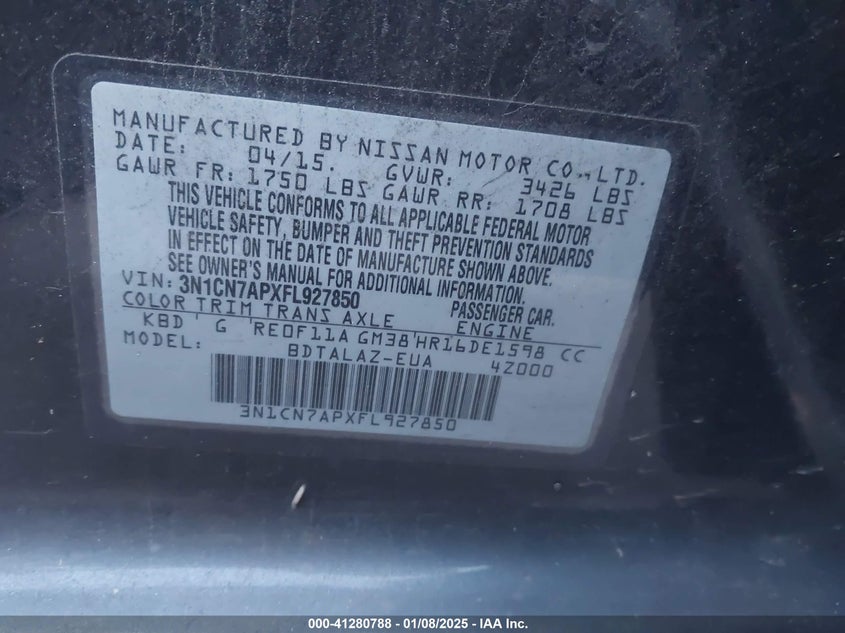 MANUFACTURED BY NISSAN MOTOR CO.,LTD.
DATE: 04/15. GVWR: 3426 LBS
GAWR FR: 1750 LBS GAWR RR: 1708 LBS
THIS VEHICLE CONFORMS TO ALL APPLICABLE FEDERAL MOTOR
VEHICLE SAFETY, BUMPER AND THEFT PREVENTION STANDARDS
IN EFFECT ON THE DATE OF MANUFACTURE SHOWN ABOVE.
SEE OWNER'S MANUAL FOR ADDITIONAL INFORMATION.
VIN: 3N1CN7APXFL927850 PASSENGER CAR.
COLOR TRIM TRANS AXLE ENGINE
KBD G RE0F11A GM38 HR16DE1598 CC
MODEL: BDTALAZ-EUA 4Z000
3N1CN7APXFL927850
000-41280788 - 01/08/2025 - IAA Inc.